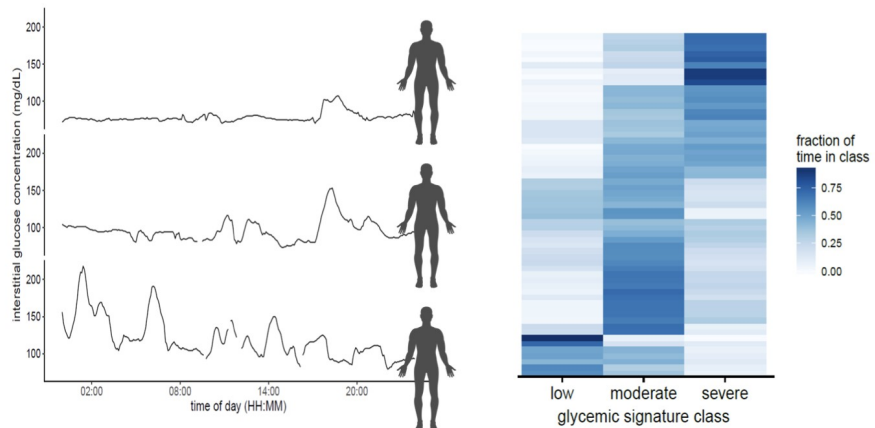 interstitial glucose concentration (mg/dL)
200
150
100
200
150
100
200
150
100
02:00
08:00
14:00
20:00
time of day (HH:MM)
low
moderate
severe
glycemic signature class
fraction of
time in class
0.75
0.50
0.25
0.00